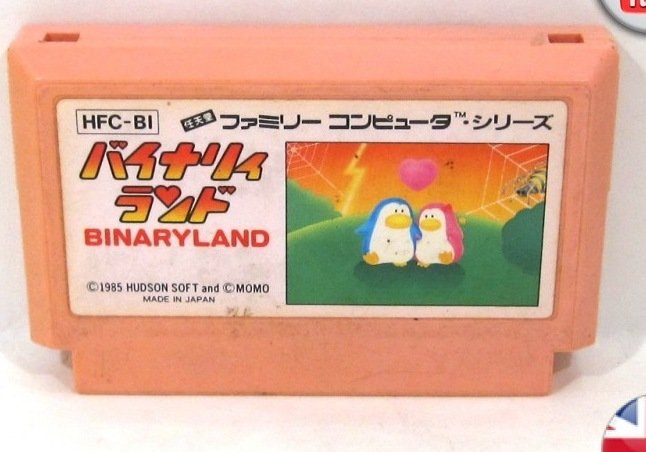 HFC-BI 任天堂 ファミリー コンピュータ™・シリーズ
バイナリィ
ランド
BINARYLAND
©1985 HUDSON SOFT and ©MOMO
MADE IN JAPAN